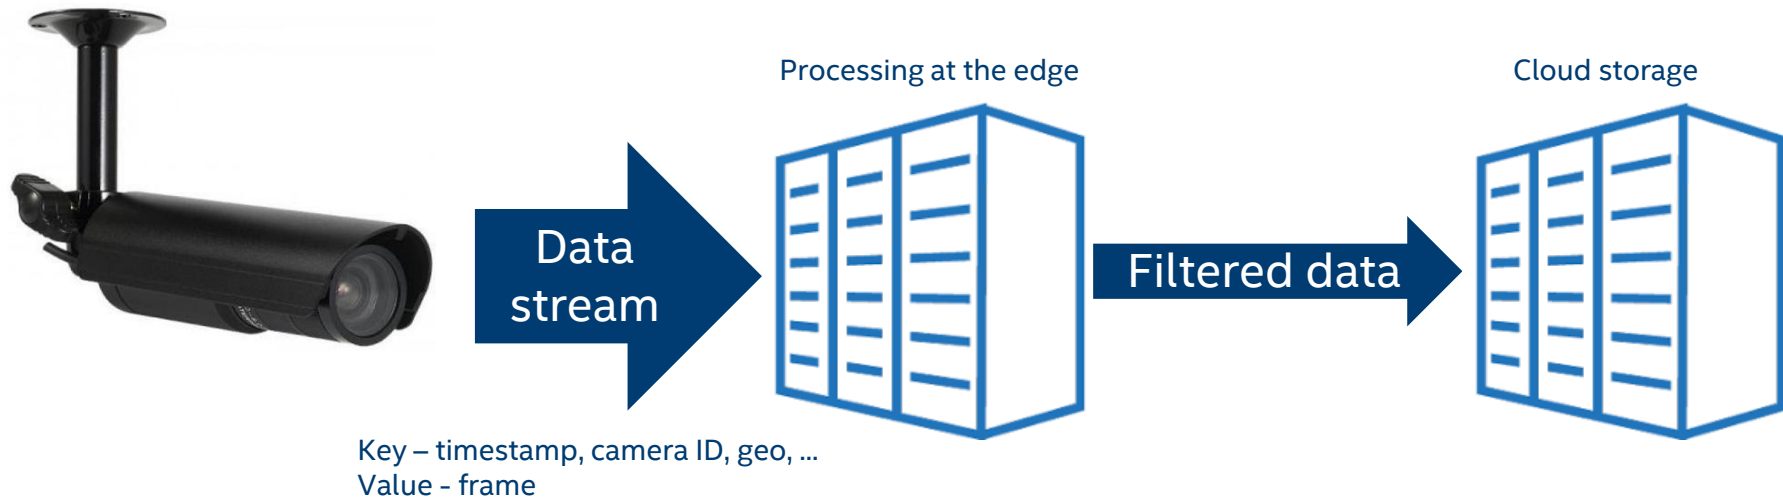 Processing at the edge
Cloud storage
Data
stream
Filtered data
Key – timestamp, camera ID, geo, ...
Value - frame